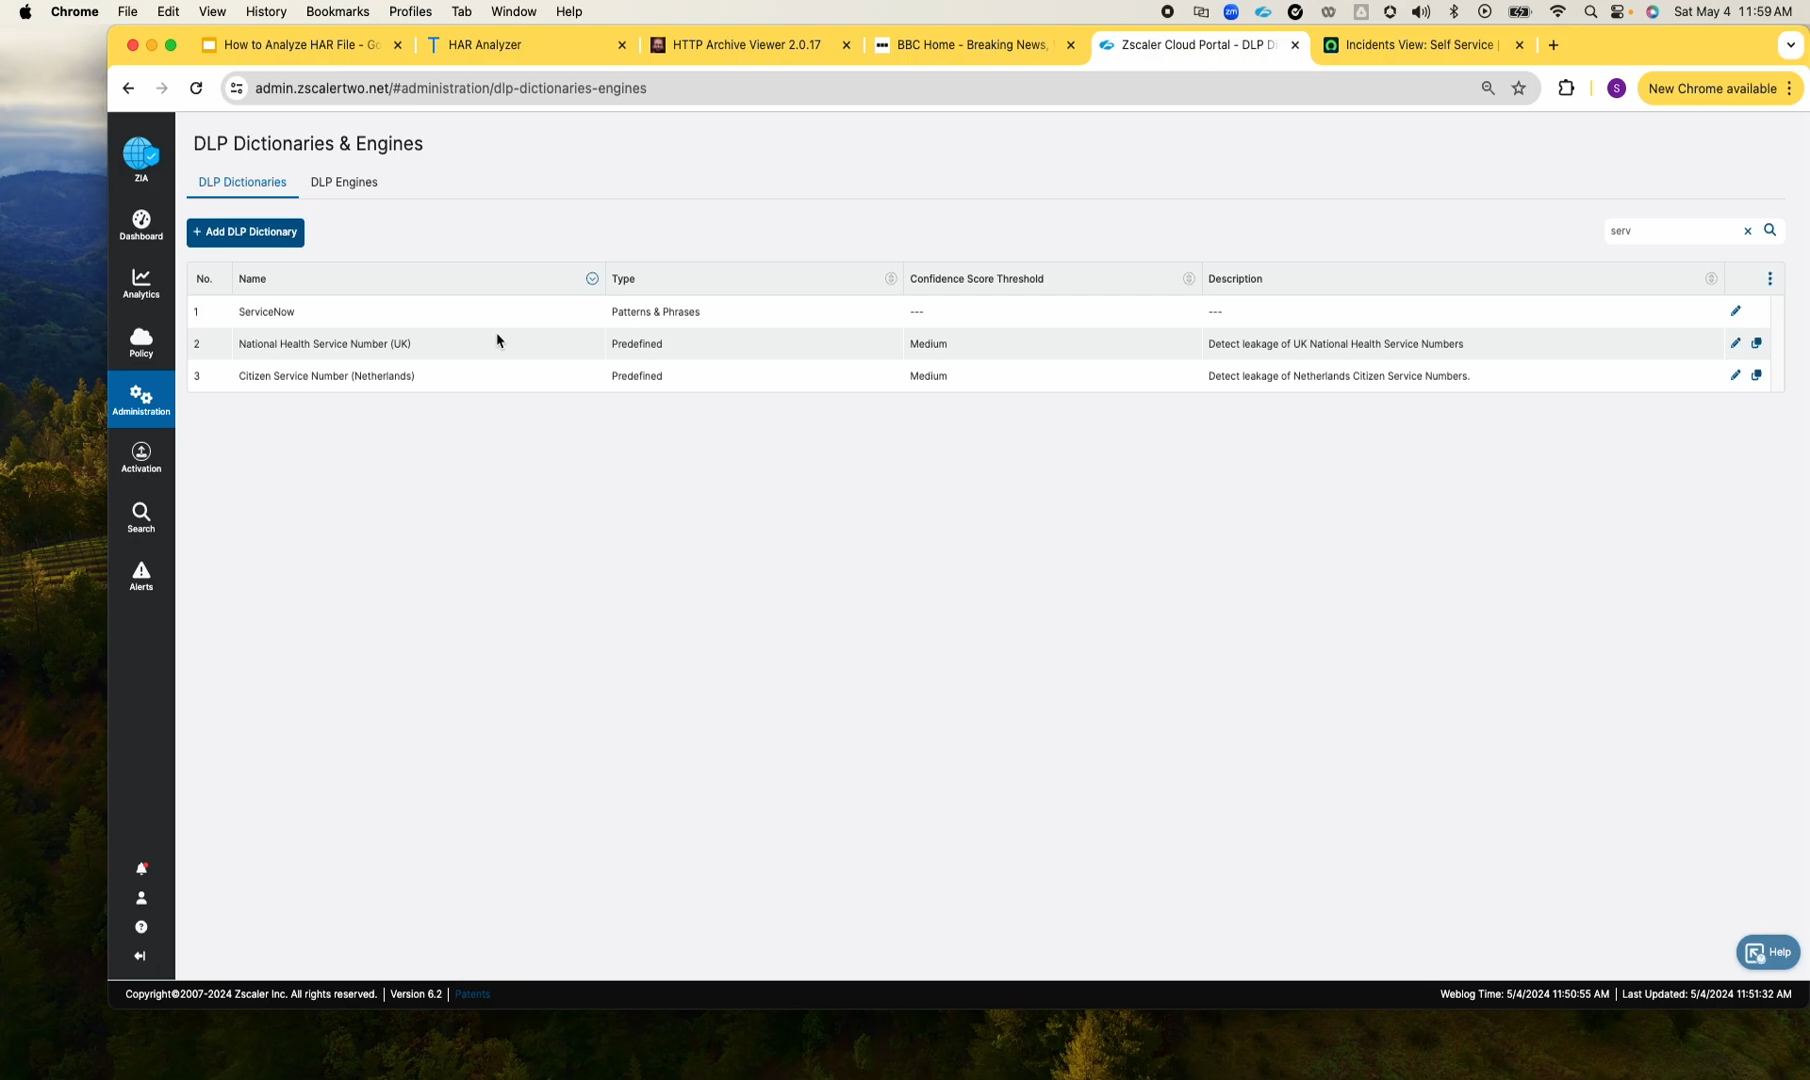 Chrome File Edit View History Bookmarks Profiles Tab Window Help Sat May 4 11:59 AM
How to Analyze HAR File - Go HAR Analyzer HTTP Archive Viewer 2.0.17 BBC Home - Breaking News, Zscaler Cloud Portal - DLP D Incidents View: Self Service |
admin.zscalertwo.net/#administration/dlp-dictionaries-engines S New Chrome available
DLP Dictionaries & Engines
DLP Dictionaries DLP Engines
+ Add DLP Dictionary serv
No. Name Type Confidence Score Threshold Description
1 ServiceNow Patterns & Phrases --- ---
2 National Health Service Number (UK) Predefined Medium Detect leakage of UK National Health Service Numbers
3 Citizen Service Number (Netherlands) Predefined Medium Detect leakage of Netherlands Citizen Service Numbers.
ZIA
Dashboard
Analytics
Policy
Administration
Activation
Search
Alerts
Help
Copyright©2007-2024 Zscaler Inc. All rights reserved. | Version 6.2 | Patents Weblog Time: 5/4/2024 11:50:55 AM | Last Updated: 5/4/2024 11:51:32 AM